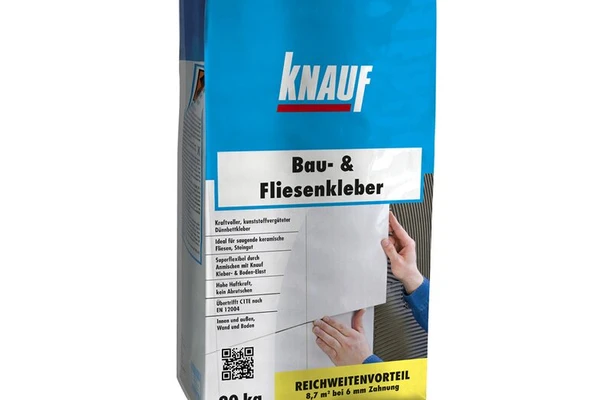 KNAUF
Bau- &
Fliesenkleber
Kraftvoller, kunststoffvergüteter
Dünnbettkleber
Ideal für saugende keramische
Fliesen, Steingut
Superflexibel durch
Anmischen mit Knauf
Kleber- & Boden-Elast
Hohe Haftkraft,
kein Abrutschen
Übertrifft C1TE nach
EN 12004
Innen und außen,
Wand und Boden
REICHWEITENVORTEIL
8,7 m² bei 6 mm Zahnung
20 kg